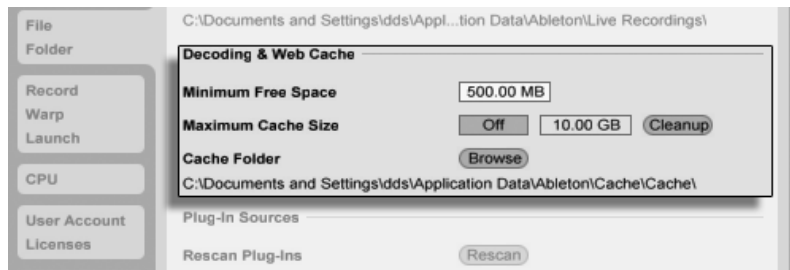 File
Folder
Record
Warp
Launch
CPU
User Account
Licenses
C:\Documents and Settings\dds\Appl...tion Data\Ableton\Live Recordings\
Decoding & Web Cache
Minimum Free Space 500.00 MB
Maximum Cache Size Off 10.00 GB Cleanup
Cache Folder Browse
C:\Documents and Settings\dds\Application Data\Ableton\Cache\Cache\
Plug-In Sources
Rescan Plug-Ins Rescan